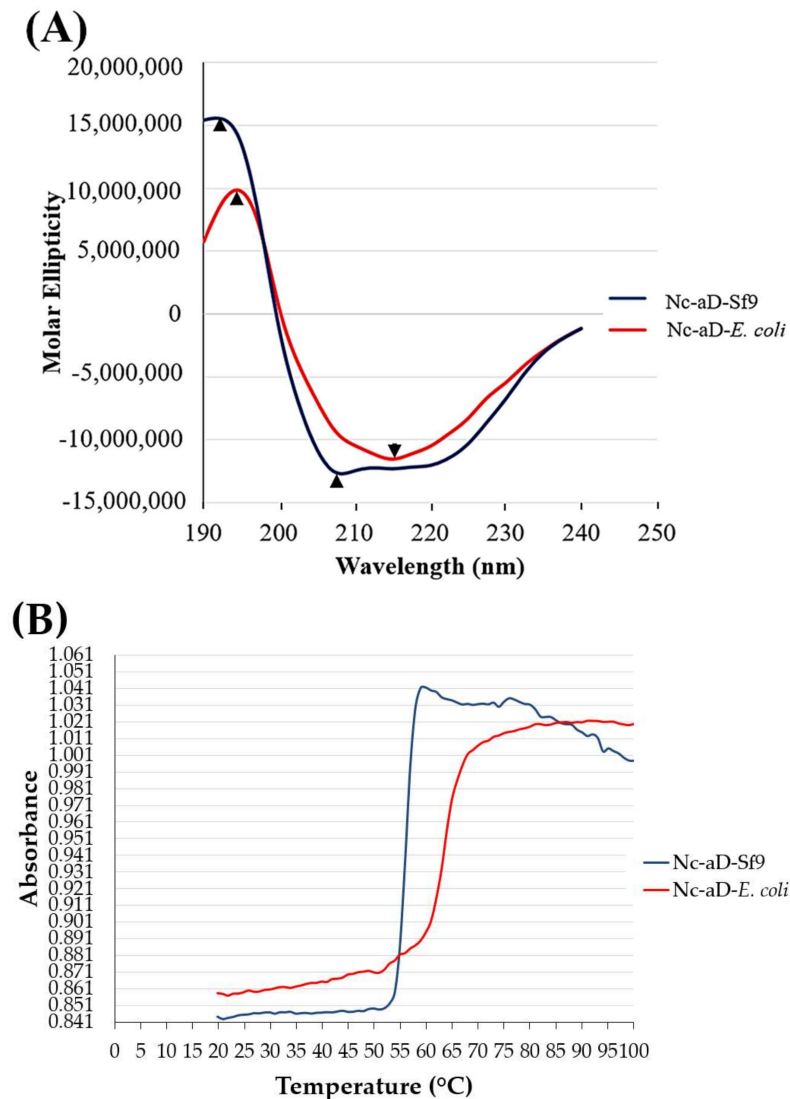 (A)
20,000,000
15,000,000
10,000,000
5,000,000
0
-5,000,000
-10,000,000
-15,000,000
Molar Ellipticity
190 200 210 220 230 240 250
Wavelength (nm)
Nc-aD-Sf9
Nc-aD-E. coli
(B)
1.061
1.051
1.041
1.031
1.021
1.011
1.001
0.991
0.981
0.971
0.961
0.951
0.941
0.931
0.921
0.911
0.901
0.891
0.881
0.871
0.861
0.851
0.841
Absorbance
0 5 10 15 20 25 30 35 40 45 50 55 60 65 70 75 80 85 90 95 100
Temperature (°C)
Nc-aD-Sf9
Nc-aD-E. coli